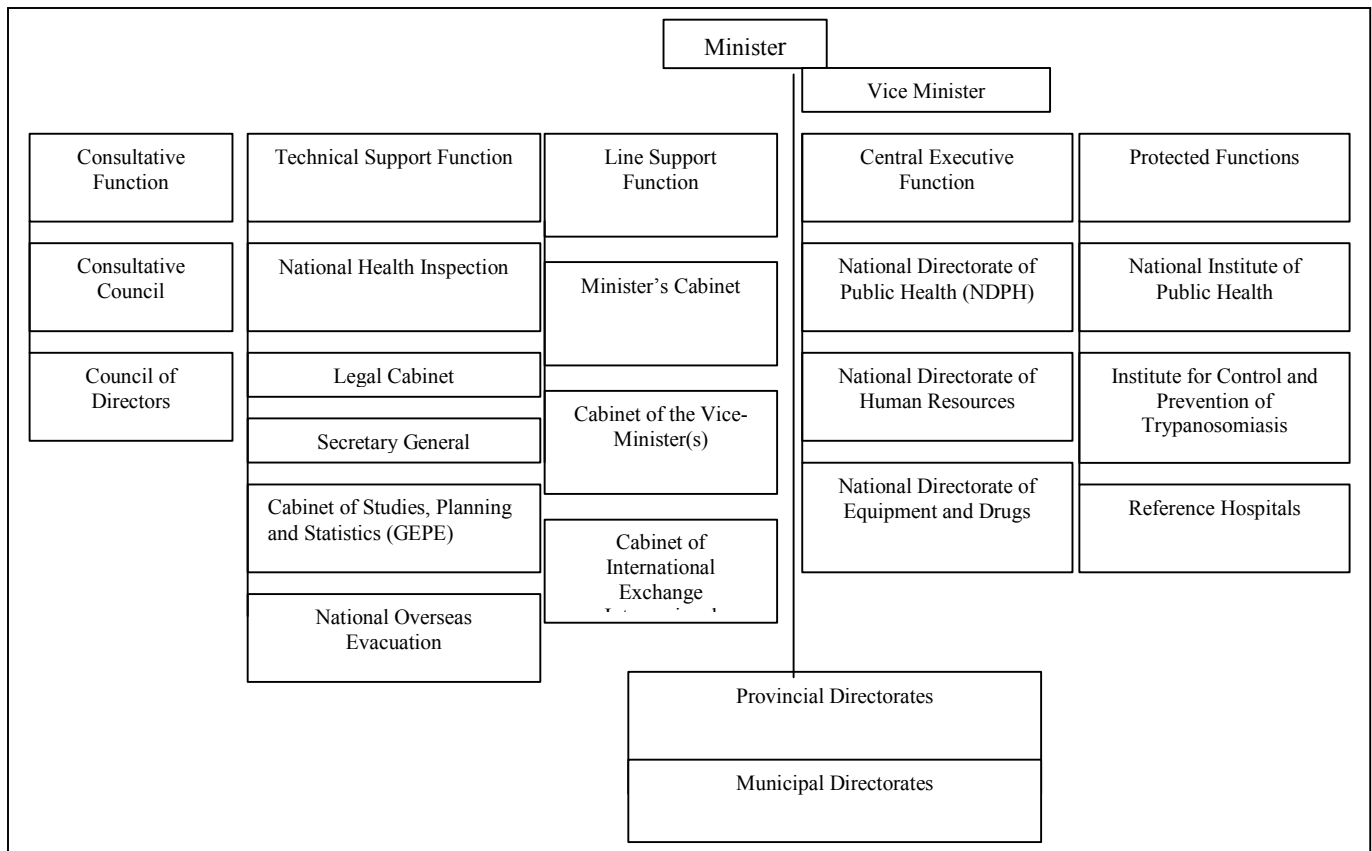 Minister
Vice Minister
Consultative
Function
Consultative
Council
Council of
Directors
Technical Support Function
National Health Inspection
Legal Cabinet
Secretary General
Cabinet of Studies, Planning
and Statistics (GEPE)
National Overseas
Evacuation
Line Support
Function
Minister’s Cabinet
Cabinet of the Vice-
Minister(s)
Cabinet of
International
Exchange
Central Executive
Function
National Directorate of
Public Health (NDPH)
National Directorate of
Human Resources
National Directorate of
Equipment and Drugs
Protected Functions
National Institute of
Public Health
Institute for Control and
Prevention of
Trypanosomiasis
Reference Hospitals
Provincial Directorates
Municipal Directorates